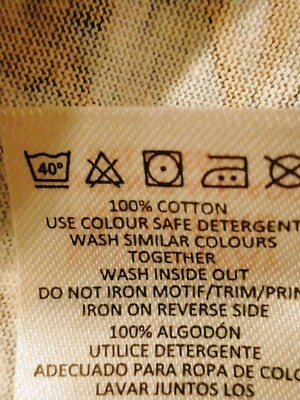 40°
100% COTTON
USE COLOUR SAFE DETERGENT
WASH SIMILAR COLOURS
TOGETHER
WASH INSIDE OUT
DO NOT IRON MOTIF/TRIM/PRIN
IRON ON REVERSE SIDE
100% ALGODÓN
UTILICE DETERGENTE
ADECUADO PARA ROPA DE COLO
LAVAR JUNTOS LOS